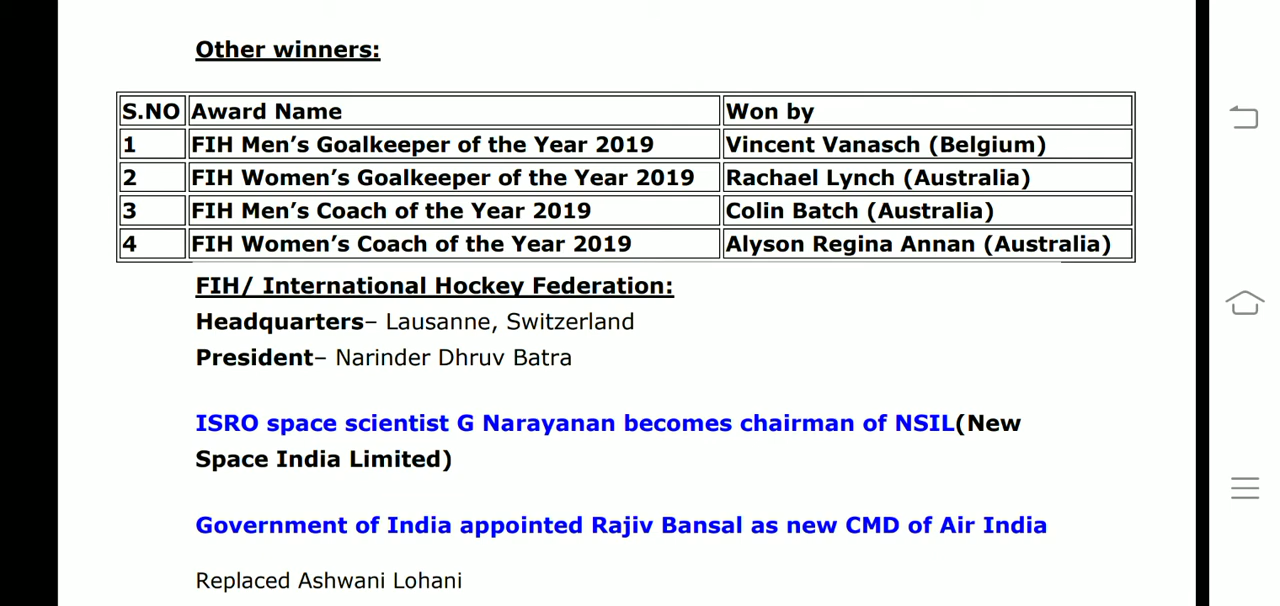 Other winners:
S.NO Award Name Won by
1 FIH Men’s Goalkeeper of the Year 2019 Vincent Vanasch (Belgium)
2 FIH Women’s Goalkeeper of the Year 2019 Rachael Lynch (Australia)
3 FIH Men’s Coach of the Year 2019 Colin Batch (Australia)
4 FIH Women’s Coach of the Year 2019 Alyson Regina Annan (Australia)
FIH/ International Hockey Federation:
Headquarters– Lausanne, Switzerland
President– Narinder Dhruv Batra
ISRO space scientist G Narayanan becomes chairman of NSIL(New
Space India Limited)
Government of India appointed Rajiv Bansal as new CMD of Air India
Replaced Ashwani Lohani